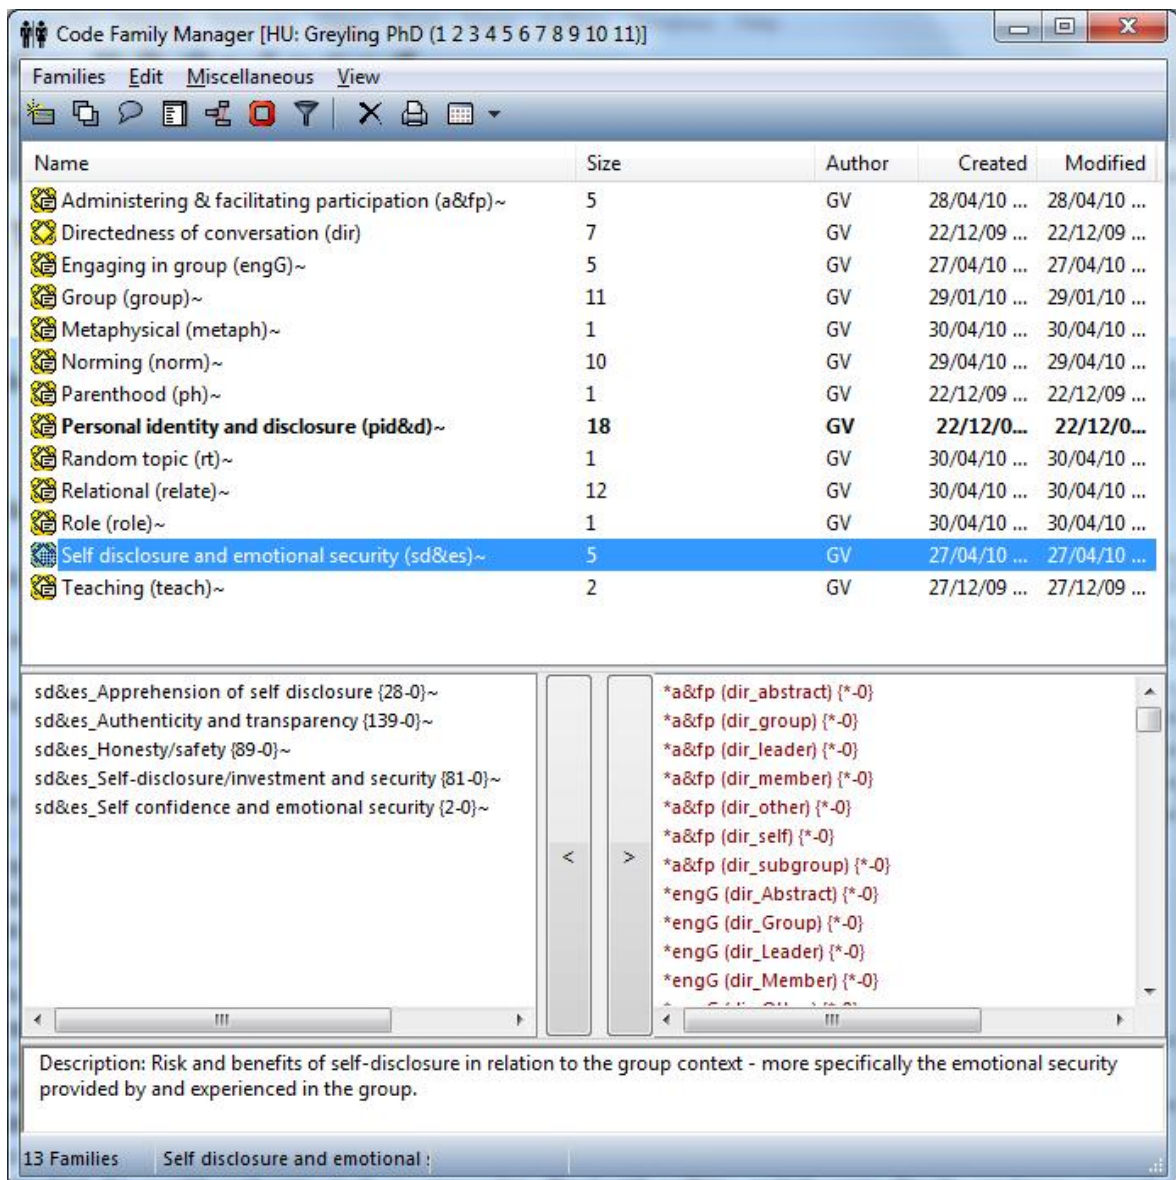 Code Family Manager [HU: Greyling PhD (1 2 3 4 5 6 7 8 9 10 11)]
Families Edit Miscellaneous View
Name Size Author Created Modified
Administering & facilitating participation (a&fp)~ 5 GV 28/04/10 ... 28/04/10 ...
Directedness of conversation (dir) 7 GV 22/12/09 ... 22/12/09 ...
Engaging in group (engG)~ 5 GV 27/04/10 ... 27/04/10 ...
Group (group)~ 11 GV 29/01/10 ... 29/01/10 ...
Metaphysical (metaph)~ 1 GV 30/04/10 ... 30/04/10 ...
Norming (norm)~ 10 GV 29/04/10 ... 29/04/10 ...
Parenthood (ph)~ 1 GV 22/12/09 ... 22/12/09 ...
Personal identity and disclosure (pid&d)~ 18 GV 22/12/0... 22/12/0...
Random topic (rt)~ 1 GV 30/04/10 ... 30/04/10 ...
Relational (relate)~ 12 GV 30/04/10 ... 30/04/10 ...
Role (role)~ 1 GV 30/04/10 ... 30/04/10 ...
Self disclosure and emotional security (sd&es)~ 5 GV 27/04/10 ... 27/04/10 ...
Teaching (teach)~ 2 GV 27/12/09 ... 27/12/09 ...
sd&es_Apprehension of self disclosure {28-0}~
sd&es_Authenticity and transparency {139-0}~
sd&es_Honesty/safety {89-0}~
sd&es_Self-disclosure/investment and security {81-0}~
sd&es_Self confidence and emotional security {2-0}~
< >
*a&fp (dir_abstract) {*-0}
*a&fp (dir_group) {*-0}
*a&fp (dir_leader) {*-0}
*a&fp (dir_member) {*-0}
*a&fp (dir_other) {*-0}
*a&fp (dir_self) {*-0}
*a&fp (dir_subgroup) {*-0}
*engG (dir_Abstract) {*-0}
*engG (dir_Group) {*-0}
*engG (dir_Leader) {*-0}
*engG (dir_Member) {*-0}
Description: Risk and benefits of self-disclosure in relation to the group context - more specifically the emotional security
provided by and experienced in the group.
13 Families Self disclosure and emotional